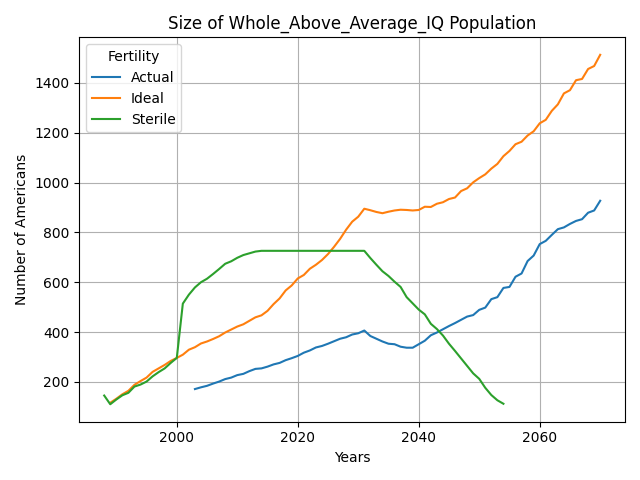 Size of Whole_Above_Average_IQ Population
Fertility
Actual
Ideal
Sterile
Number of Americans
1400
1200
1000
800
600
400
200
2000
2020
2040
2060
Years